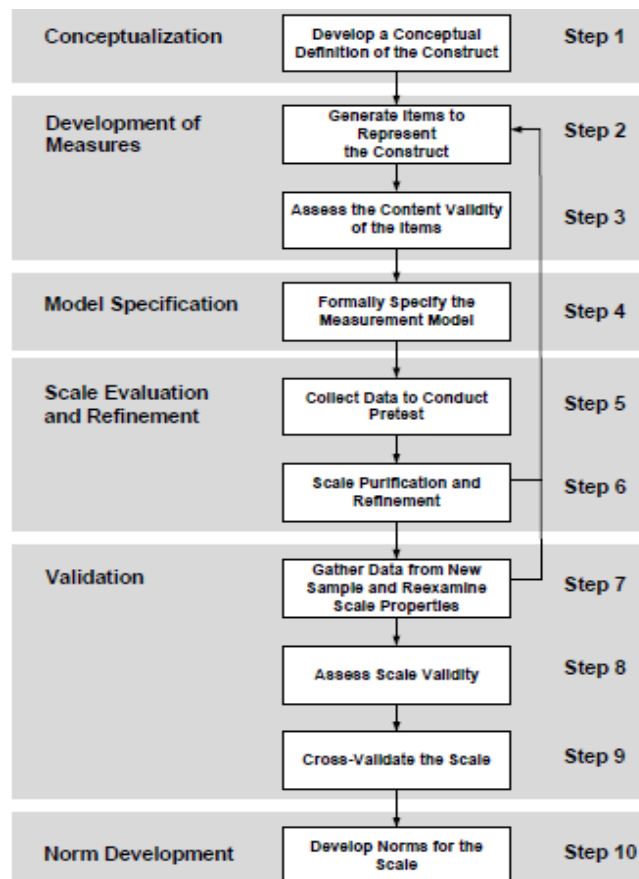 Conceptualization
Develop a Conceptual
Definition of the Construct
Step 1
Development of
Measures
Generate Items to
Represent
the Construct
Step 2
Assess the Content Validity
of the Items
Step 3
Model Specification
Formally Specify the
Measurement Model
Step 4
Scale Evaluation
and Refinement
Collect Data to Conduct
Pretest
Step 5
Scale Purification and
Refinement
Step 6
Validation
Gather Data from New
Sample and Reexamine
Scale Properties
Step 7
Assess Scale Validity
Step 8
Cross-Validate the Scale
Step 9
Norm Development
Develop Norms for the
Scale
Step 10